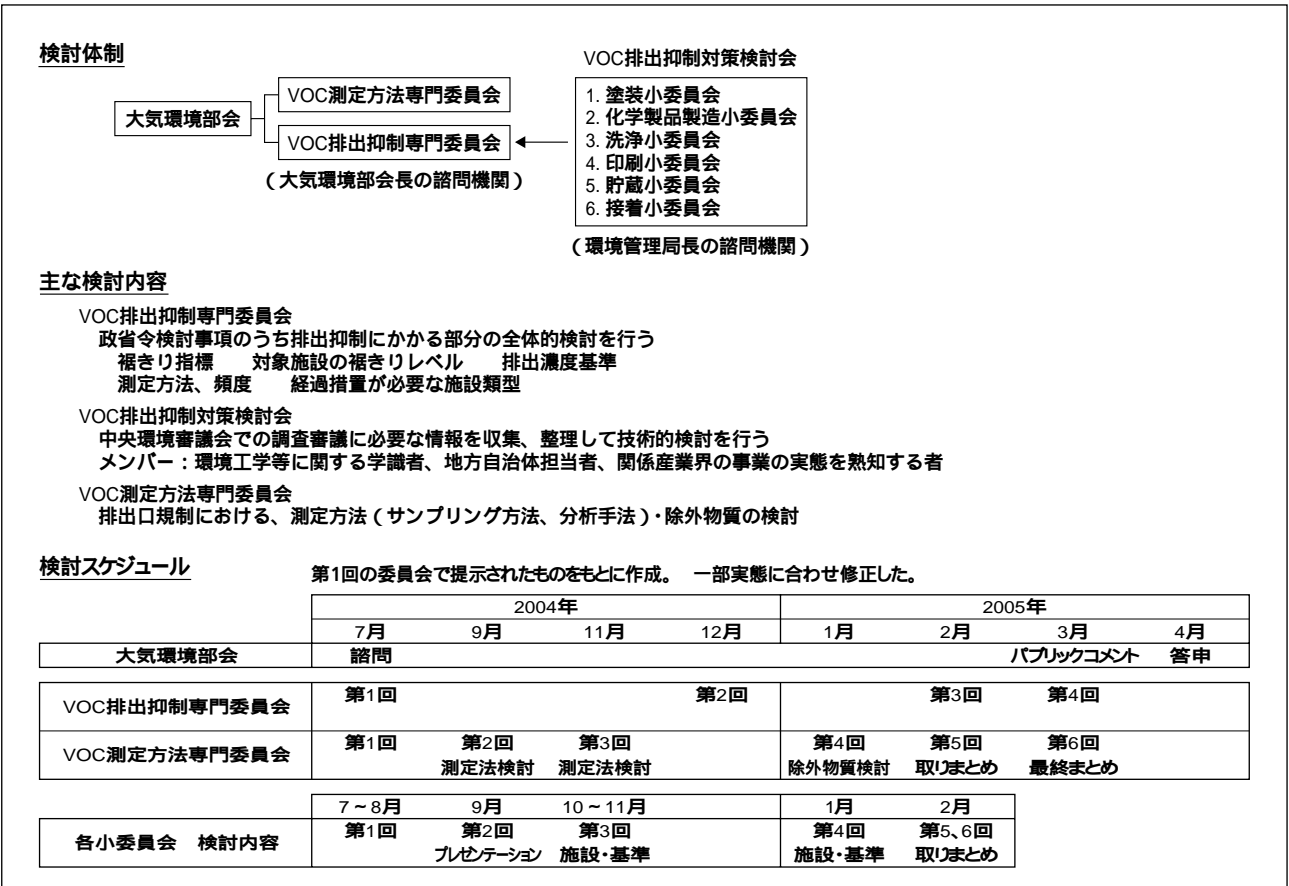 検討体制
VOC排出抑制対策検討会
大気環境部会
VOC測定方法専門委員会
VOC排出抑制専門委員会
(大気環境部会長の諮問機関)
1. 塗装小委員会
2. 化学製品製造小委員会
3. 洗浄小委員会
4. 印刷小委員会
5. 貯蔵小委員会
6. 接着小委員会
(環境管理局長の諮問機関)
主な検討内容
VOC排出抑制専門委員会
政省令検討事項のうち排出抑制にかかる部分の全体的検討を行う
裾きり指標 対象施設の裾きりレベル 排出濃度基準
測定方法、頻度 経過措置が必要な施設類型
VOC排出抑制対策検討会
中央環境審議会での調査審議に必要な情報を収集、整理して技術的検討を行う
メンバー:環境工学等に関する学識者、地方自治体担当者、関係産業界の事業の実態を熟知する者
VOC測定方法専門委員会
排出口規制における、測定方法(サンプリング方法、分析手法)・除外物質の検討
検討スケジュール 第1回の委員会で提示されたものをもとに作成。 一部実態に合わせ修正した。
2004年 2005年
7月 9月 11月 12月 1月 2月 3月 4月
大気環境部会 諮問 パブリックコメント 答申
VOC排出抑制専門委員会 第1回 第2回 第3回 第4回
VOC測定方法専門委員会 第1回 第2回 第3回 第4回 第5回 第6回
測定法検討 測定法検討 除外物質検討 取りまとめ 最終まとめ
7~8月 9月 10~11月 1月 2月
各小委員会 検討内容 第1回 第2回 第3回 第4回 第5、6回
プレゼンテーション 施設・基準 施設・基準 取りまとめ